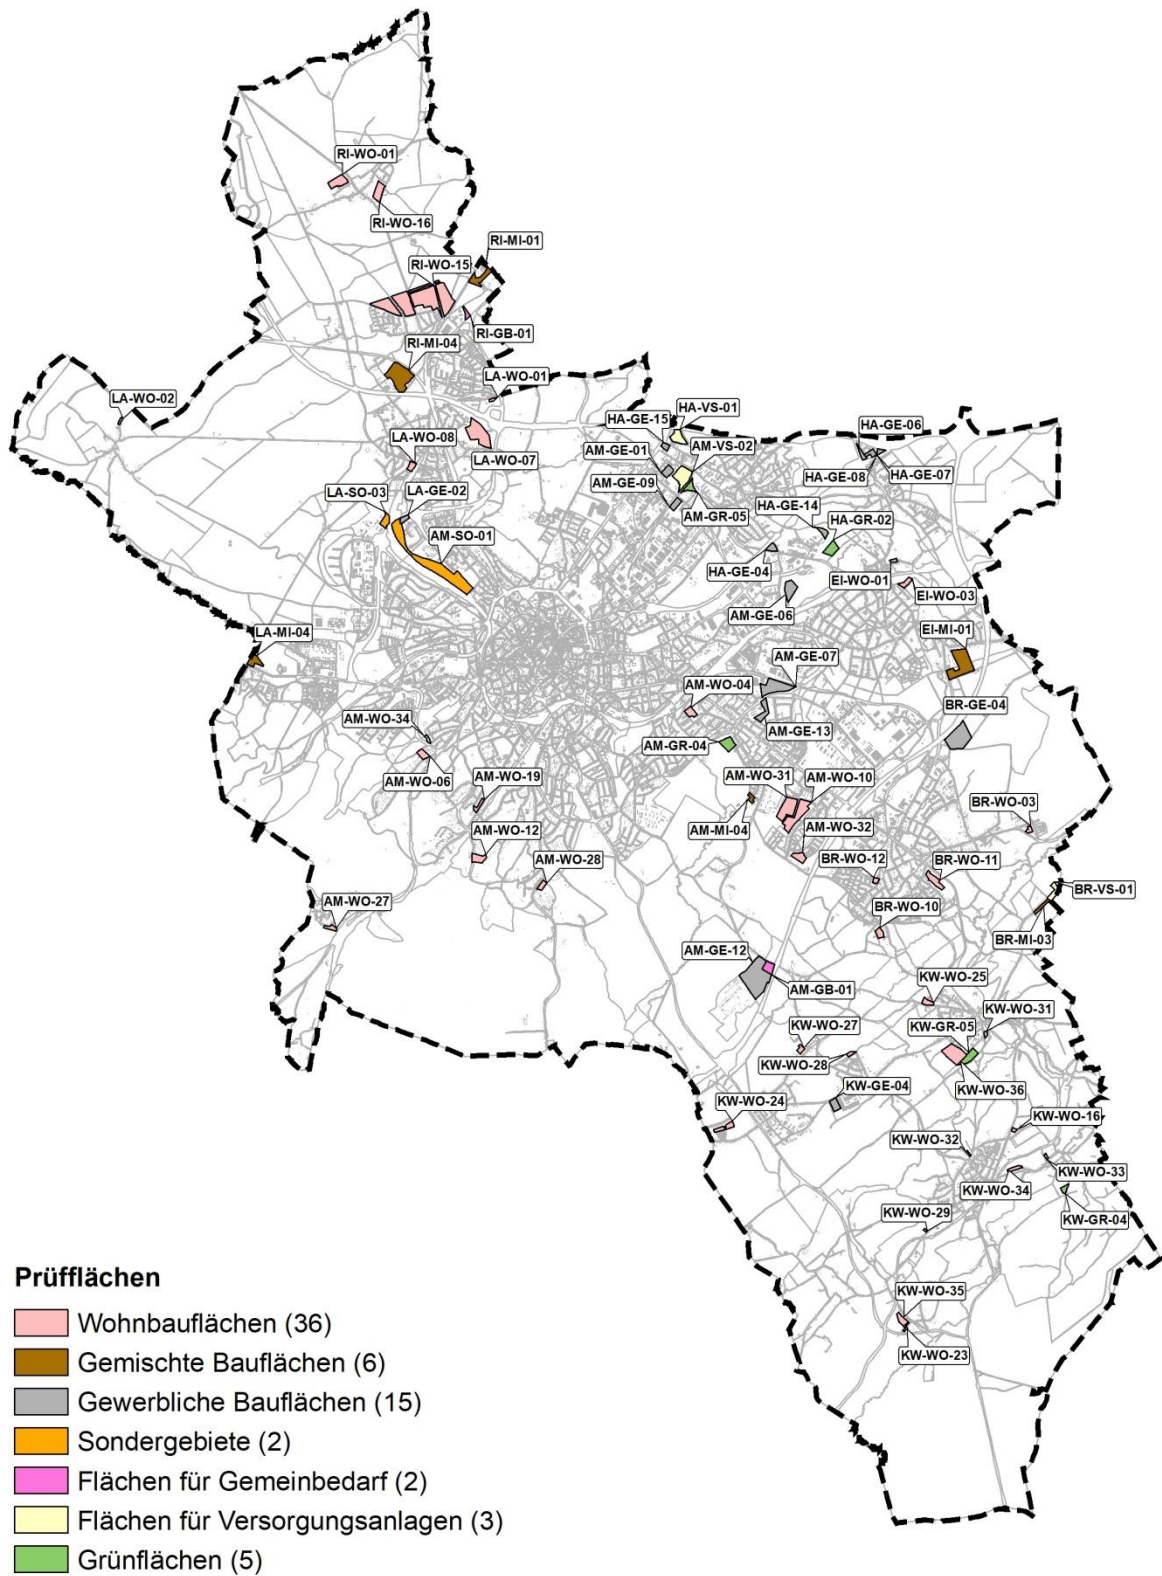 RI-WO-01
RI-WO-16
RI-MI-01
RI-WO-15
RI-GB-01
RI-MI-04
LA-WO-01
LA-WO-02
HA-VS-01
HA-GE-15
HA-GE-06
AM-VS-02
LA-WO-08
LA-WO-07
AM-GE-01
HA-GE-08
HA-GE-07
AM-GE-09
LA-SO-03
LA-GE-02
AM-GR-05
HA-GE-14
HA-GR-02
AM-SO-01
HA-GE-04
EI-WO-01
EI-WO-03
AM-GE-06
EI-MI-01
LA-MI-04
AM-GE-07
AM-WO-04
BR-GE-04
AM-WO-34
AM-GE-13
AM-GR-04
AM-WO-06
AM-WO-19
AM-WO-31
AM-WO-10
BR-WO-03
AM-MI-04
AM-WO-32
AM-WO-12
AM-WO-28
BR-WO-12
BR-WO-11
BR-VS-01
AM-WO-27
BR-WO-10
BR-MI-03
AM-GE-12
AM-GB-01
KW-WO-25
KW-WO-31
KW-WO-27
KW-GR-05
KW-WO-28
KW-GE-04
KW-WO-36
KW-WO-24
KW-WO-16
KW-WO-32
KW-WO-33
KW-WO-34
KW-WO-29
KW-GR-04
KW-WO-35
KW-WO-23
Prüfflächen
Wohnbauflächen (36)
Gemischte Bauflächen (6)
Gewerbliche Bauflächen (15)
Sondergebiete (2)
Flächen für Gemeinbedarf (2)
Flächen für Versorgungsanlagen (3)
Grünflächen (5)